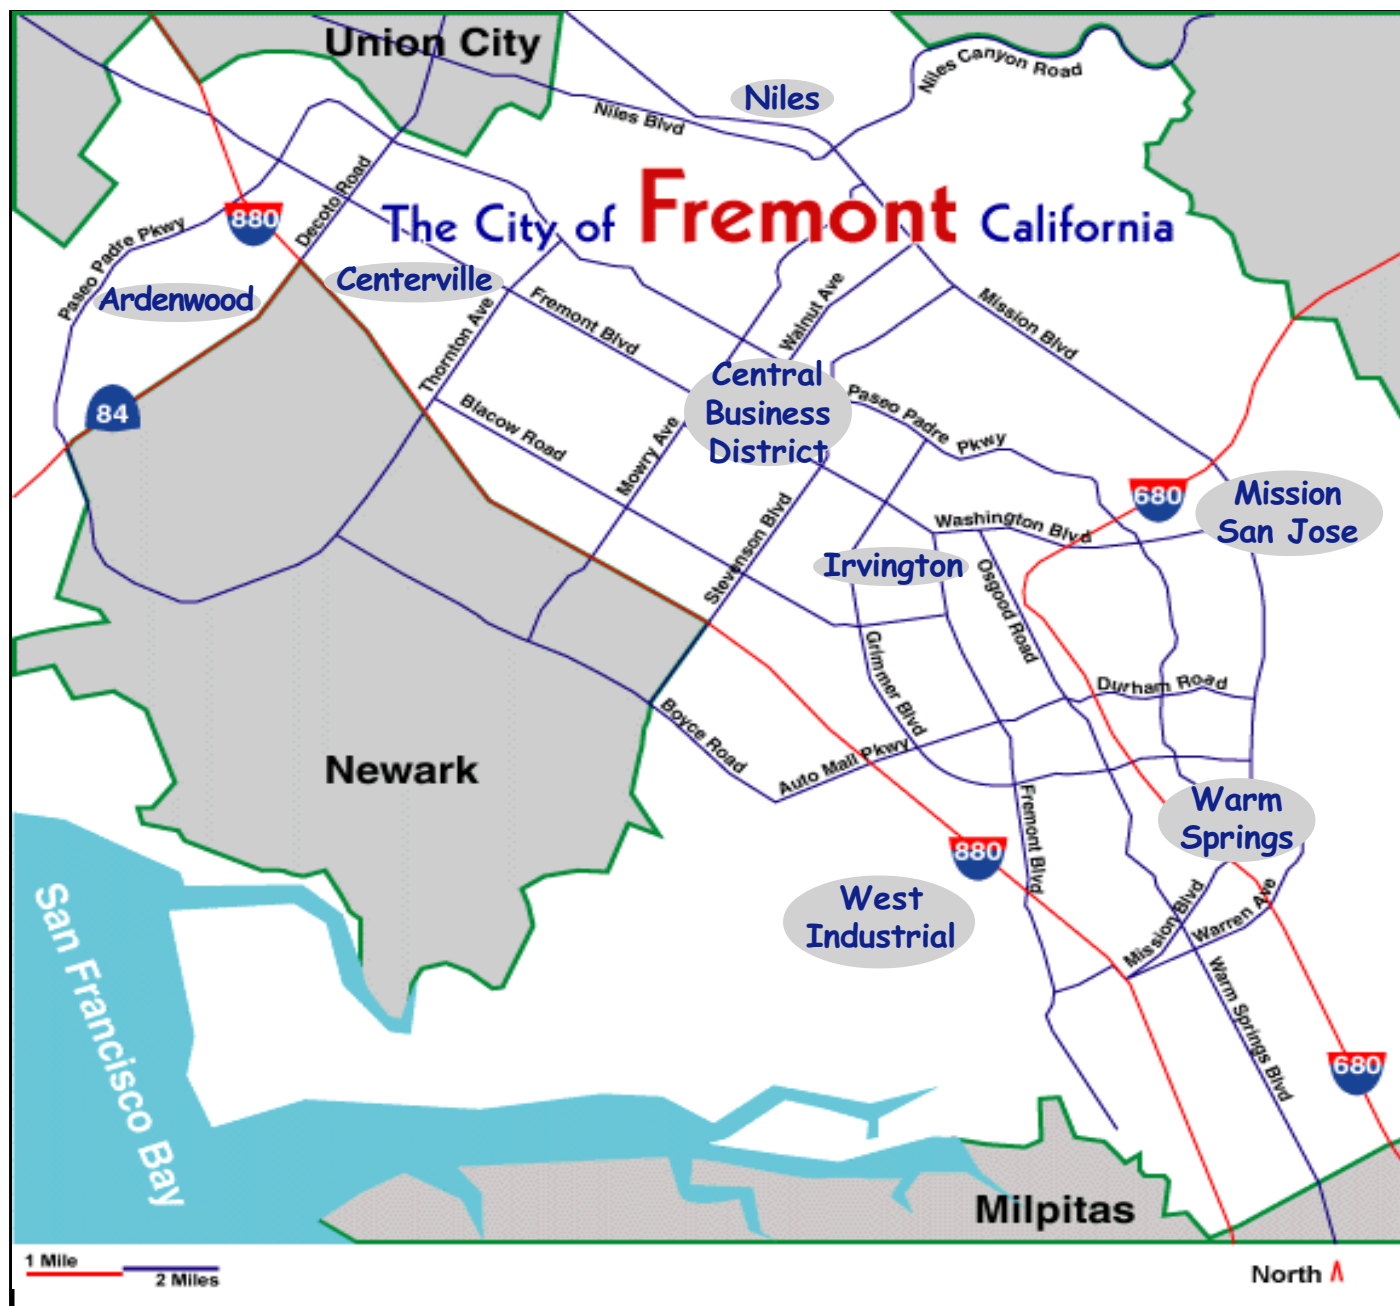 Union City
Niles Canyon Road
Niles
Niles Blvd
Decoto Road
880
The City of Fremont California
Paseo Padre Pkwy
Ardenwood
Centerville
Fremont Blvd
Walnut Ave
Mission Blvd
Thornton Ave
84
Blacow Road
Central
Business
District
Paseo Padre Pkwy
Mowry Ave
680
Mission
San Jose
Stevenson Blvd
Washington Blvd
Irvington
Osgood Road
Grimmer Blvd
Durham Road
Boyce Road
Auto Mall Pkwy
Newark
Warm
Springs
Fremont Blvd
880
West
Industrial
Mission Blvd
Warren Ave
San Francisco Bay
Warm Springs Blvd
680
Milpitas
1 Mile
2 Miles
North